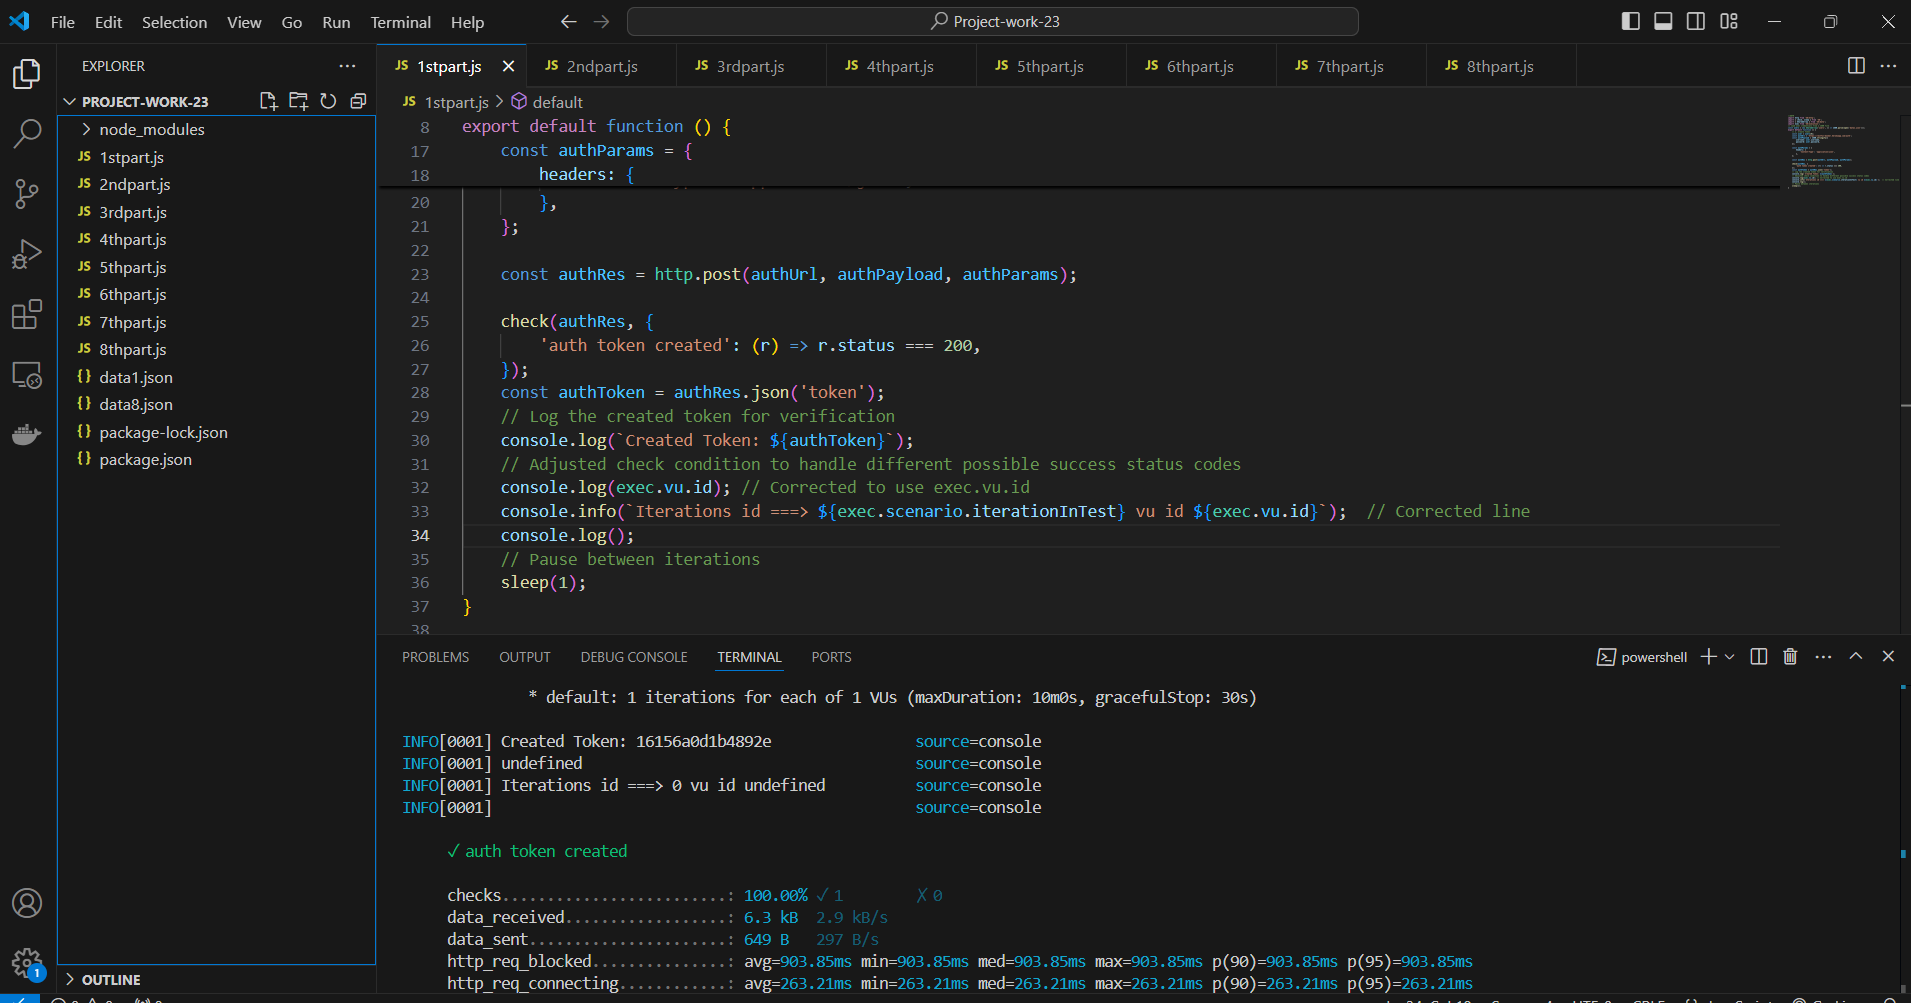 File Edit Selection View Go Run Terminal Help
Project-work-23
EXPLORER
PROJECT-WORK-23
node_modules
JS 1stpart.js
JS 2ndpart.js
JS 3rdpart.js
JS 4thpart.js
JS 5thpart.js
JS 6thpart.js
JS 7thpart.js
JS 8thpart.js
{} data1.json
{} data8.json
{} package-lock.json
{} package.json
OUTLINE
1
JS 1stpart.js JS 2ndpart.js JS 3rdpart.js JS 4thpart.js JS 5thpart.js JS 6thpart.js JS 7thpart.js JS 8thpart.js
JS 1stpart.js > default
8 export default function () {
17 const authParams = {
18 headers: {
20 },
21 };
22
23 const authRes = http.post(authUrl, authPayload, authParams);
24
25 check(authRes, {
26 'auth token created': (r) => r.status === 200,
27 });
28 const authToken = authRes.json('token');
29 // Log the created token for verification
30 console.log(`Created Token: ${authToken}`);
31 // Adjusted check condition to handle different possible success status codes
32 console.log(exec.vu.id); // Corrected to use exec.vu.id
33 console.info(`Iterations id ===> ${exec.scenario.iterationInTest} vu id ${exec.vu.id}`); // Corrected line
34 console.log();
35 // Pause between iterations
36 sleep(1);
37 }
38
PROBLEMS OUTPUT DEBUG CONSOLE TERMINAL PORTS
powershell
* default: 1 iterations for each of 1 VUs (maxDuration: 10m0s, gracefulStop: 30s)
INFO[0001] Created Token: 16156a0d1b4892e source=console
INFO[0001] undefined source=console
INFO[0001] Iterations id ===> 0 vu id undefined source=console
INFO[0001] source=console
✓ auth token created
checks.........................: 100.00% ✓ 1 ✗ 0
data_received..................: 6.3 kB 2.9 kB/s
data_sent......................: 649 B 297 B/s
http_req_blocked...............: avg=903.85ms min=903.85ms med=903.85ms max=903.85ms p(90)=903.85ms p(95)=903.85ms
http_req_connecting............: avg=263.21ms min=263.21ms med=263.21ms max=263.21ms p(90)=263.21ms p(95)=263.21ms